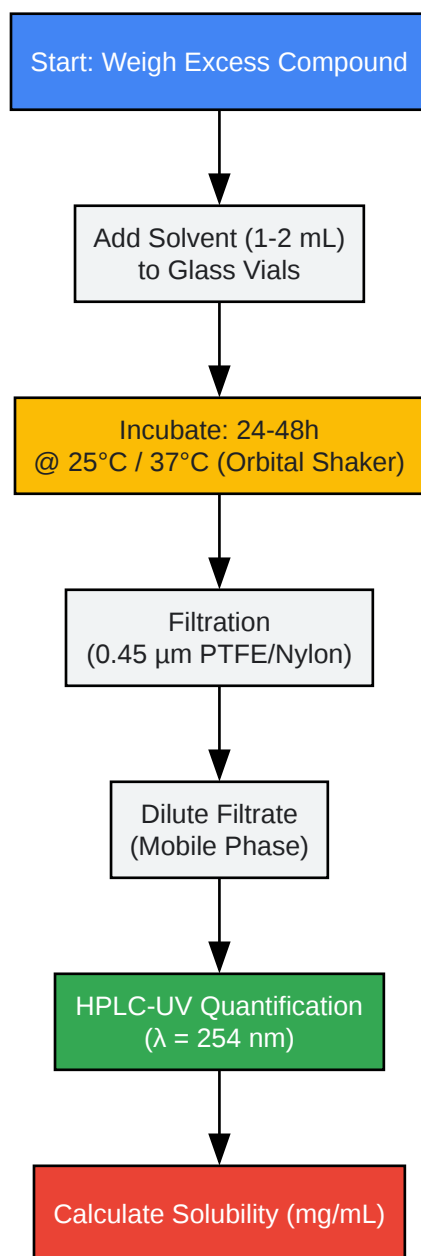 Start: Weigh Excess Compound
Add Solvent (1-2 mL)
to Glass Vials
Incubate: 24-48h
@ 25°C / 37°C (Orbital Shaker)
Filtration
(0.45 µm PTFE/Nylon)
Dilute Filtrate
(Mobile Phase)
HPLC-UV Quantification
(λ = 254 nm)
Calculate Solubility (mg/mL)